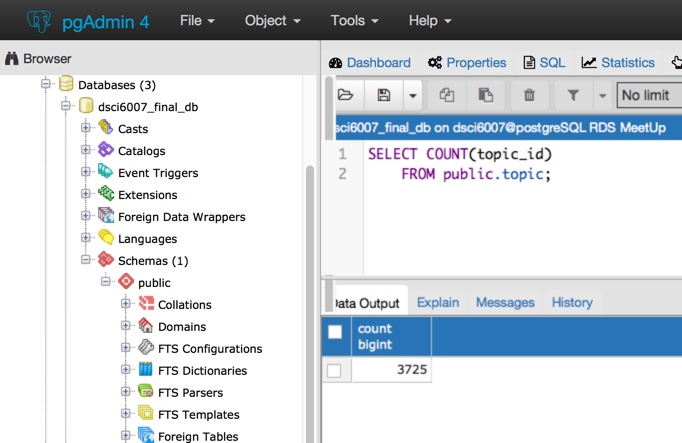 pgAdmin 4 File Object Tools Help
Browser
Databases (3)
dsci6007_final_db
Casts
Catalogs
Event Triggers
Extensions
Foreign Data Wrappers
Languages
Schemas (1)
public
Collations
Domains
FTS Configurations
FTS Dictionaries
FTS Parsers
FTS Templates
Foreign Tables
Dashboard Properties SQL Statistics
No limit
sci6007_final_db on dsci6007@postgreSQL RDS MeetUp
1 SELECT COUNT(topic_id)
2 FROM public.topic;
ata Output Explain Messages History
count
bigint
3725